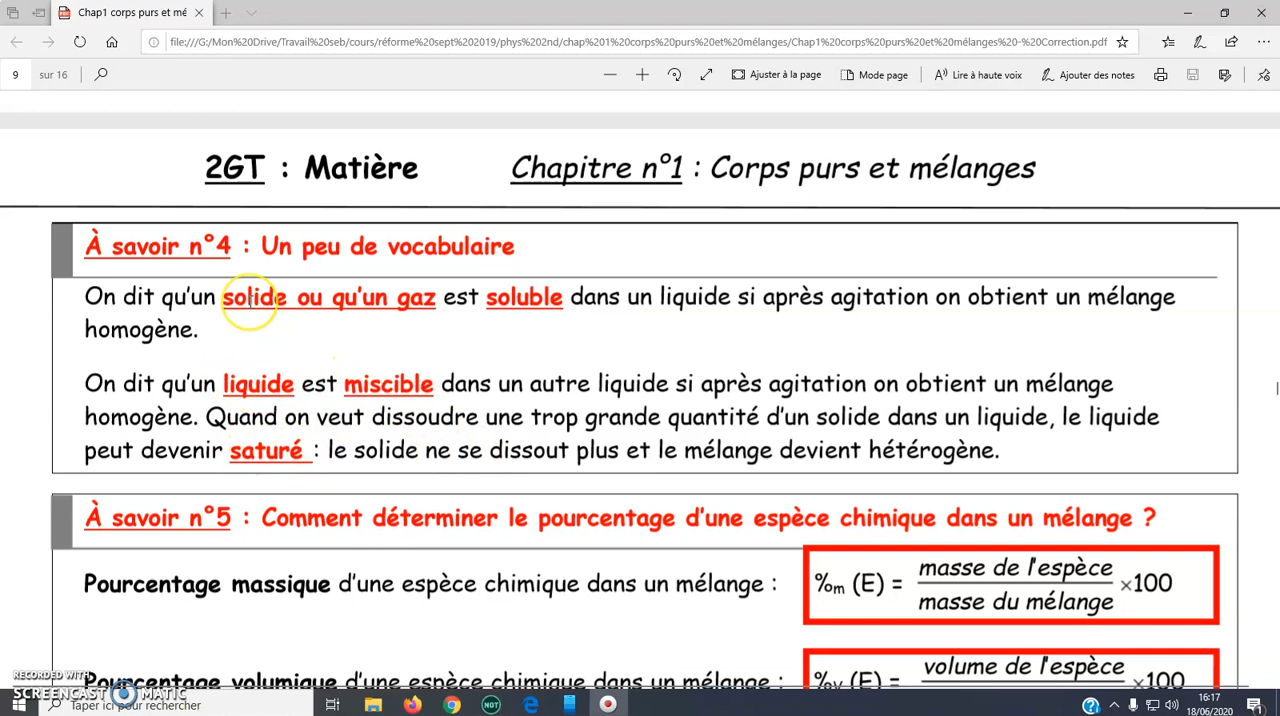 Chap1 corps purs et mé
file:///G:/Mon%20Drive/Travail%20seb/cours/réforme%20sept%202019/phys%202nd/chap%201%20corps%20purs%20et%20mélanges/Chap1%20corps%20purs%20et%20mélanges%20-%20Correction.pdf
9 sur 16 Ajuster à la page Mode page Lire à haute voix Ajouter des notes
2GT : Matière Chapitre n°1 : Corps purs et mélanges
À savoir n°4 : Un peu de vocabulaire
On dit qu'un solide ou qu'un gaz est soluble dans un liquide si après agitation on obtient un mélange
homogène.
On dit qu'un liquide est miscible dans un autre liquide si après agitation on obtient un mélange
homogène. Quand on veut dissoudre une trop grande quantité d'un solide dans un liquide, le liquide
peut devenir saturé : le solide ne se dissout plus et le mélange devient hétérogène.
À savoir n°5 : Comment déterminer le pourcentage d'une espèce chimique dans un mélange ?
Pourcentage massique d'une espèce chimique dans un mélange :
%m (E) = masse de l'espèce / masse du mélange ×100
Pourcentage volumique d'une espèce chimique dans un mélange :
%v (E) = volume de l'espèce ×100
RECORDED WITH
SCREENCAST MATIC
Taper ici pour rechercher
NOT
16:17
18/06/2020